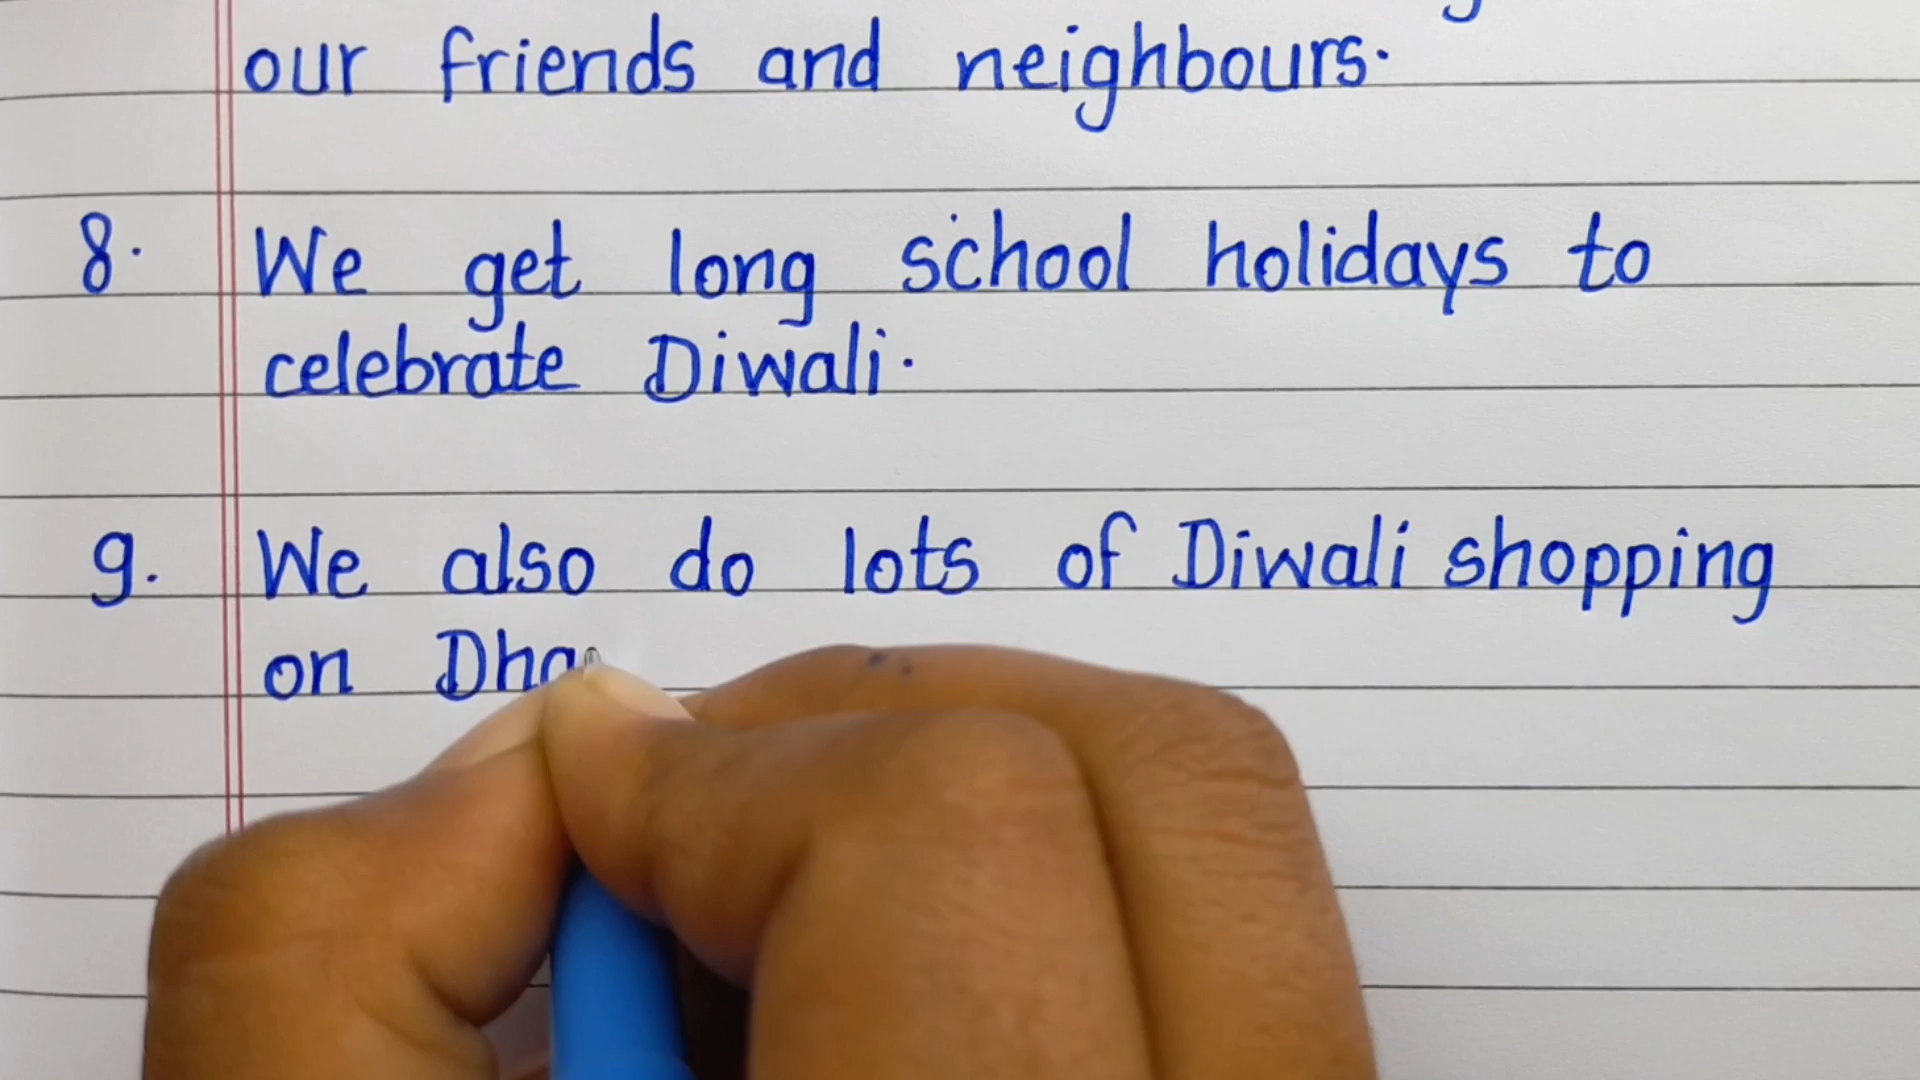 our friends and neighbours.
8. We get long school holidays to
celebrate Diwali.
9. We also do lots of Diwali shopping
on Dha